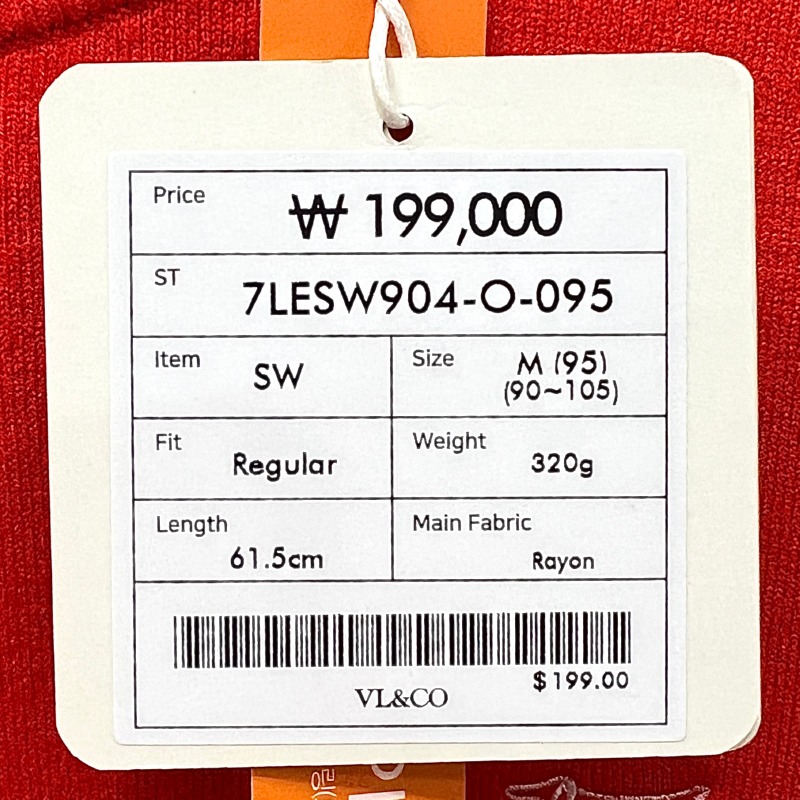 Price
₩ 199,000
ST
7LESW904-O-095
Item
SW
Size
M (95)
(90~105)
Fit
Regular
Weight
320g
Length
61.5cm
Main Fabric
Rayon
$199.00
VL&CO